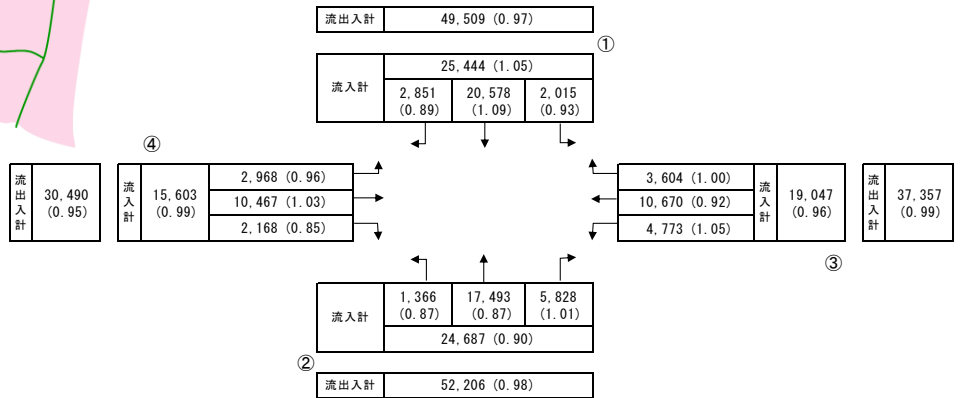 流出入計 49,509 (0.97)
①
流入計 25,444 (1.05)
2,851 20,578 2,015
(0.89) (1.09) (0.93)
④
流出入計 30,490 (0.95)
流入計 15,603 (0.99)
2,968 (0.96)
10,467 (1.03)
2,168 (0.85)
3,604 (1.00)
10,670 (0.92)
4,773 (1.05)
流入計 19,047 (0.96)
流出入計 37,357 (0.99)
③
流入計
1,366 17,493 5,828
(0.87) (0.87) (1.01)
24,687 (0.90)
②
流出入計 52,206 (0.98)